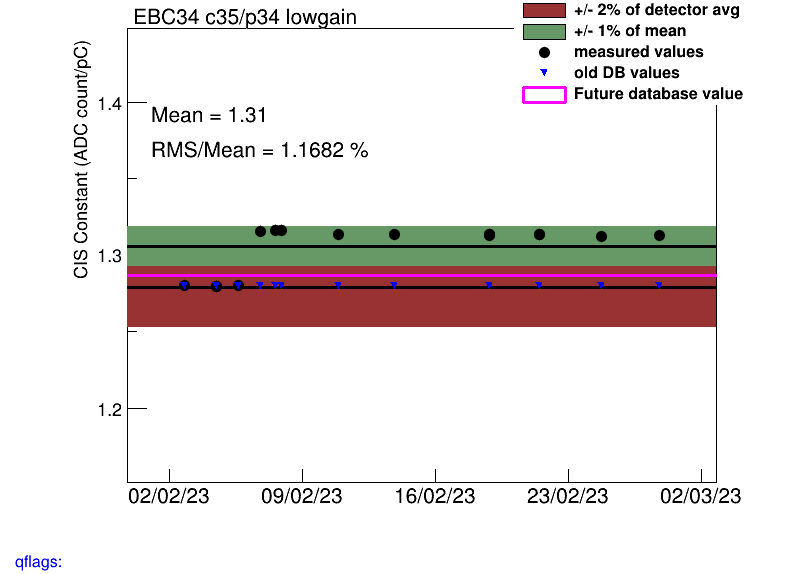 EBC34 c35/p34 lowgain
+/- 2% of detector avg
+/- 1% of mean
measured values
old DB values
Future database value
Mean = 1.31
RMS/Mean = 1.1682 %
CIS Constant (ADC count/pC)
1.4
1.3
1.2
02/02/23 09/02/23 16/02/23 23/02/23 02/03/23
qflags: